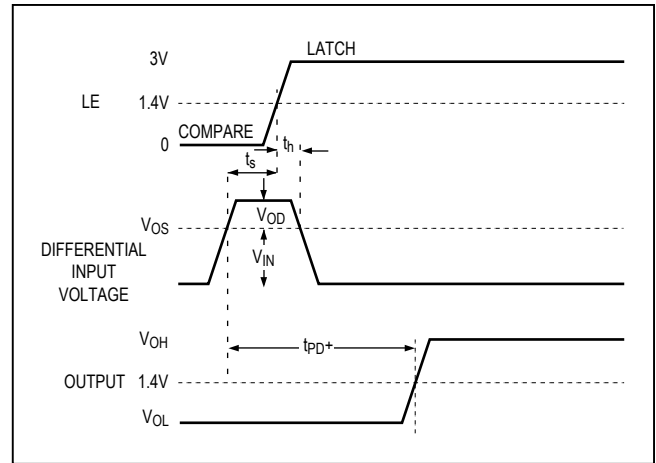 3V
LATCH
LE
1.4V
COMPARE
0
th
ts
VOD
VOS
VIN
DIFFERENTIAL
INPUT
VOLTAGE
VOH
tPD+
OUTPUT
1.4V
VOL